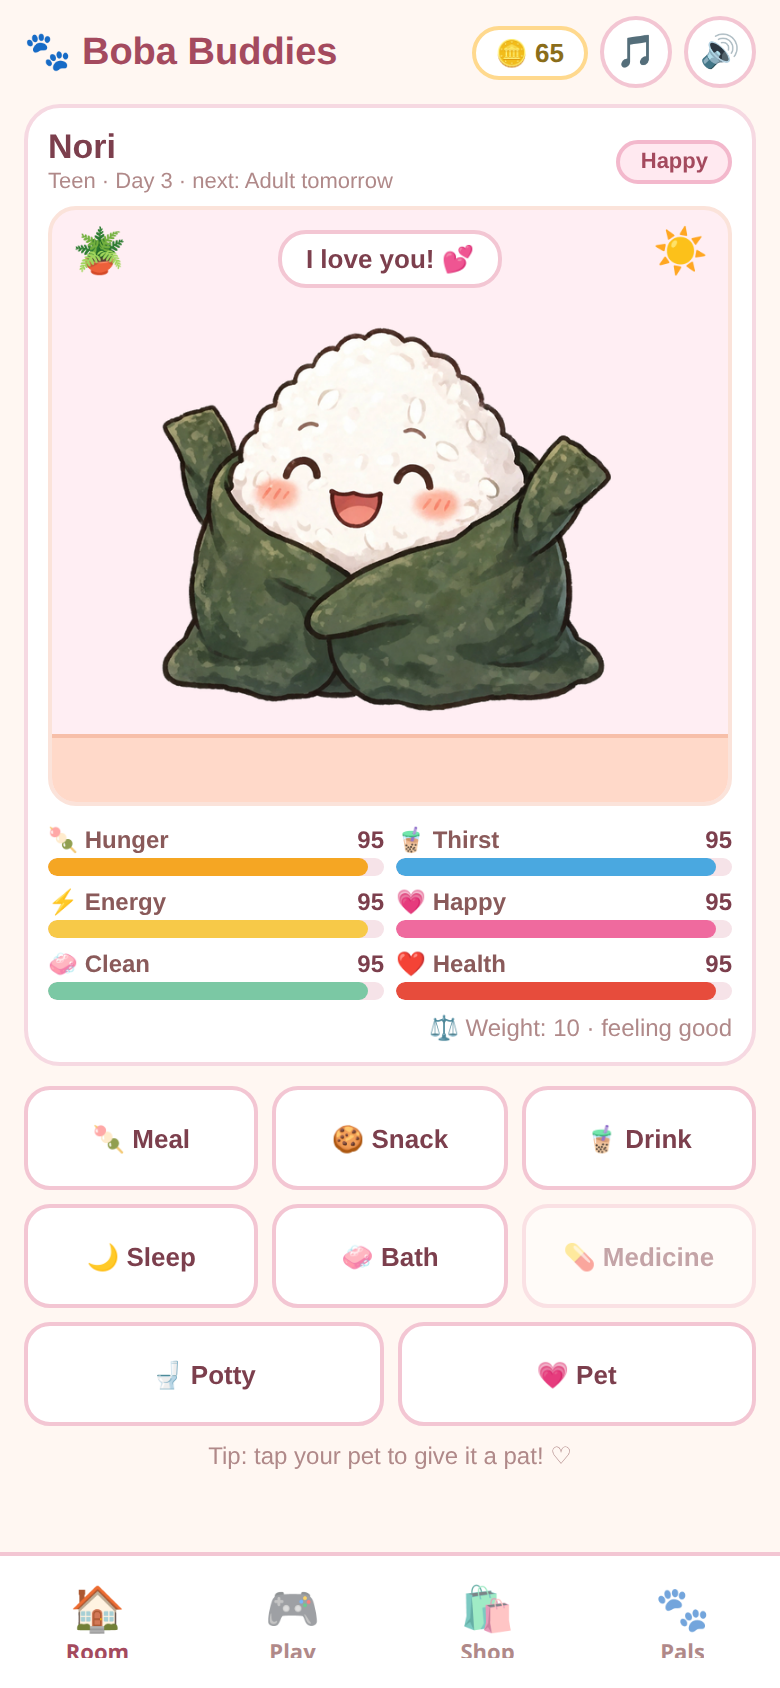 Boba Buddies
65
Nori
Teen · Day 3 · next: Adult tomorrow
Happy
I love you! 💕
Hunger 95
Thirst 95
Energy 95
Happy 95
Clean 95
Health 95
Weight: 10 · feeling good
Meal
Snack
Drink
Sleep
Bath
Medicine
Potty
Pet
Tip: tap your pet to give it a pat! ♡
Room
Play
Shop
Pals